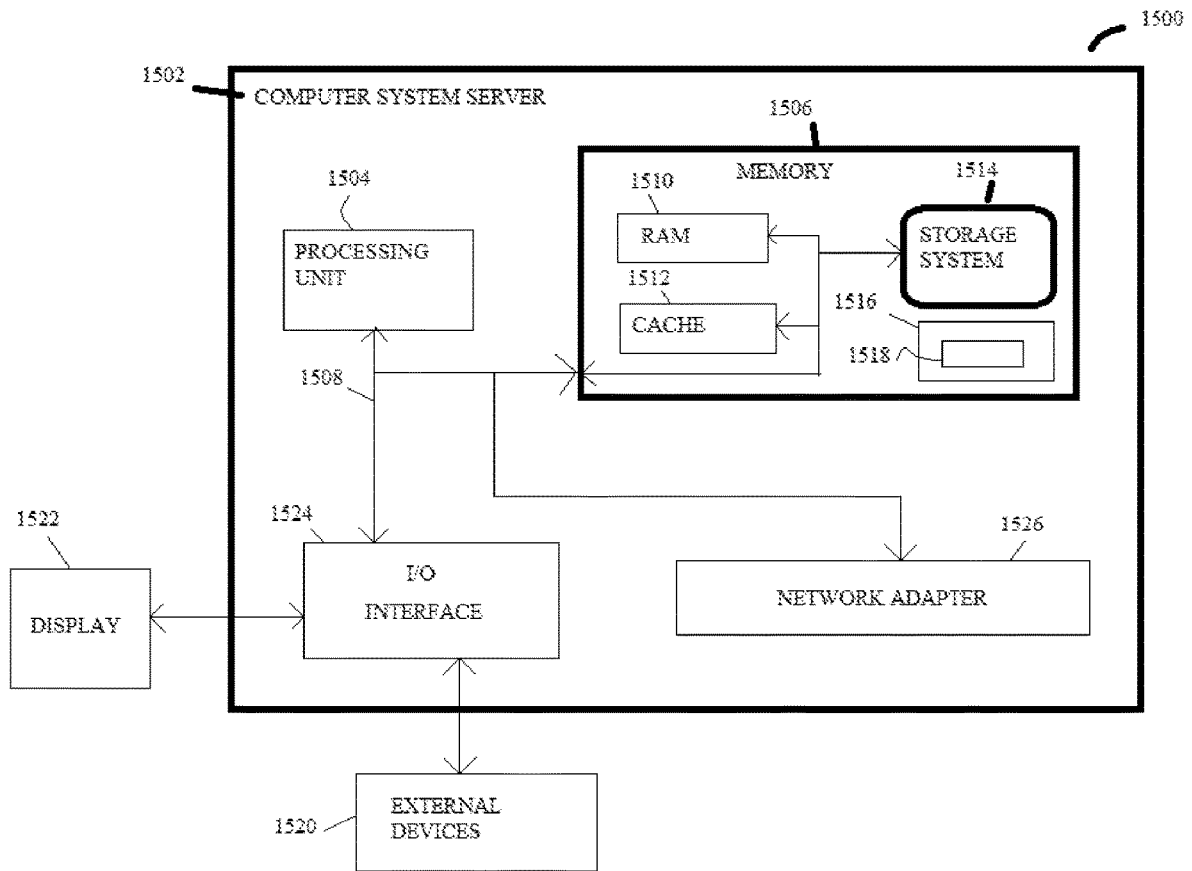 1500
1502
COMPUTER SYSTEM SERVER
1506
MEMORY
1504
1510
1514
PROCESSING
UNIT
RAM
STORAGE
SYSTEM
1512
CACHE
1516
1518
1508
1522
1524
1526
DISPLAY
I/O
INTERFACE
NETWORK ADAPTER
1520
EXTERNAL
DEVICES